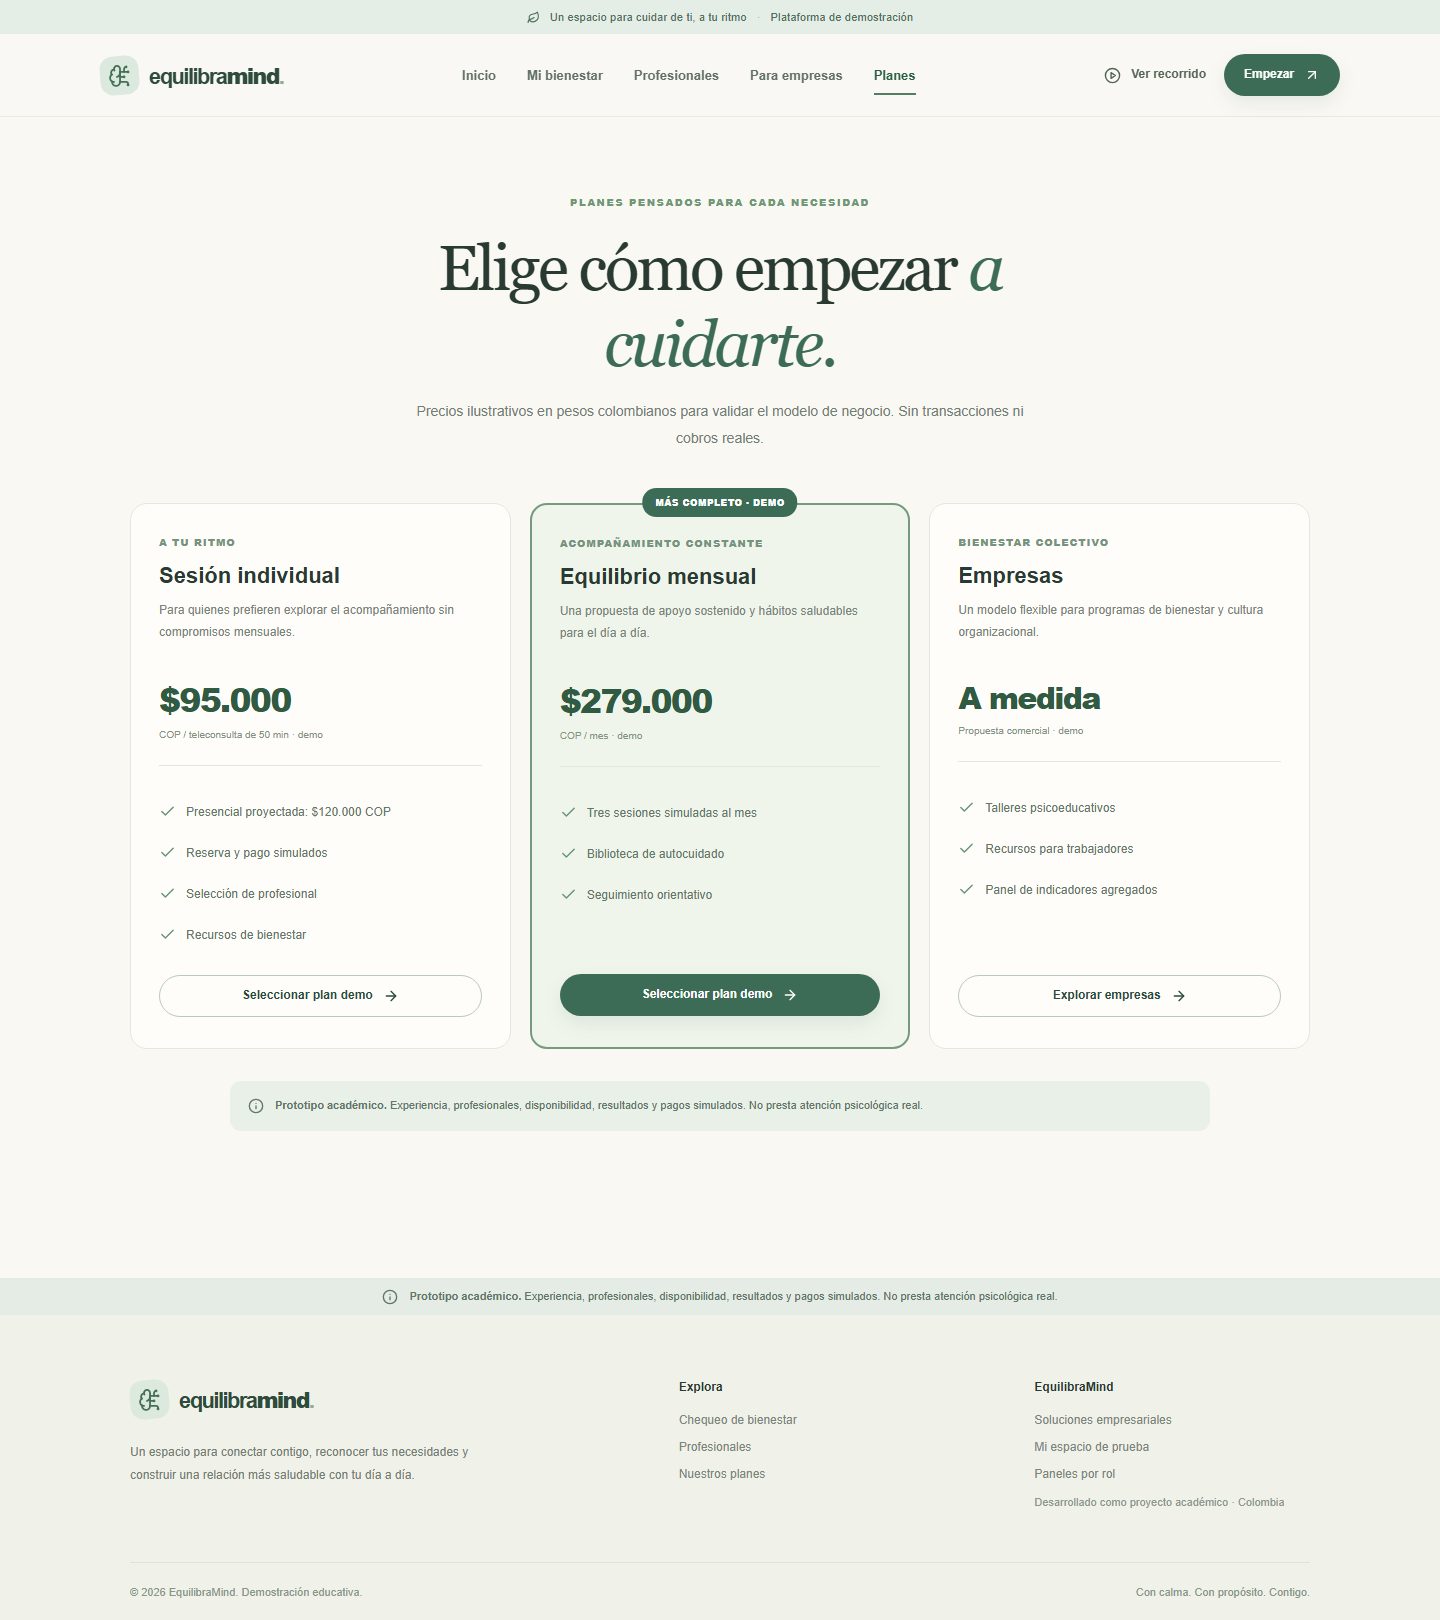 Un espacio para cuidar de ti, a tu ritmo · Plataforma de demostración
equilibramind.
Inicio
Mi bienestar
Profesionales
Para empresas
Planes
Ver recorrido
Empezar
PLANES PENSADOS PARA CADA NECESIDAD
Elige cómo empezar a
cuidarte.
Precios ilustrativos en pesos colombianos para validar el modelo de negocio. Sin transacciones ni
cobros reales.
A TU RITMO
Sesión individual
Para quienes prefieren explorar el acompañamiento sin
compromisos mensuales.
$95.000
COP / teleconsulta de 50 min · demo
Presencial proyectada: $120.000 COP
Reserva y pago simulados
Selección de profesional
Recursos de bienestar
Seleccionar plan demo
MÁS COMPLETO · DEMO
ACOMPAÑAMIENTO CONSTANTE
Equilibrio mensual
Una propuesta de apoyo sostenido y hábitos saludables
para el día a día.
$279.000
COP / mes · demo
Tres sesiones simuladas al mes
Biblioteca de autocuidado
Seguimiento orientativo
Seleccionar plan demo
BIENESTAR COLECTIVO
Empresas
Un modelo flexible para programas de bienestar y cultura
organizacional.
A medida
Propuesta comercial · demo
Talleres psicoeducativos
Recursos para trabajadores
Panel de indicadores agregados
Explorar empresas
Prototipo académico. Experiencia, profesionales, disponibilidad, resultados y pagos simulados. No presta atención psicológica real.
Prototipo académico. Experiencia, profesionales, disponibilidad, resultados y pagos simulados. No presta atención psicológica real.
equilibramind.
Un espacio para conectar contigo, reconocer tus necesidades y
construir una relación más saludable con tu día a día.
Explora
Chequeo de bienestar
Profesionales
Nuestros planes
EquilibraMind
Soluciones empresariales
Mi espacio de prueba
Paneles por rol
Desarrollado como proyecto académico · Colombia
© 2026 EquilibraMind. Demostración educativa.
Con calma. Con propósito. Contigo.